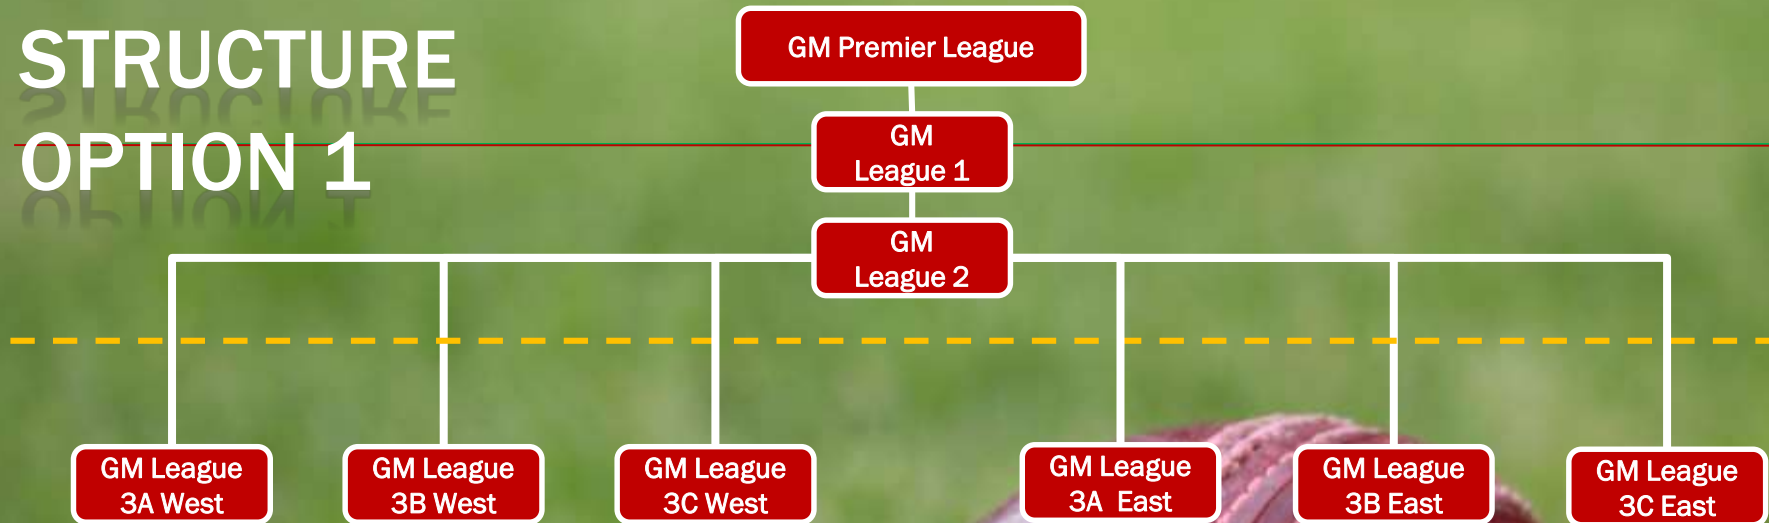 STRUCTURE
OPTION 1
GM Premier League
GM
League 1
GM
League 2
GM League
3A West
GM League
3B West
GM League
3C West
GM League
3A East
GM League
3B East
GM League
3C East